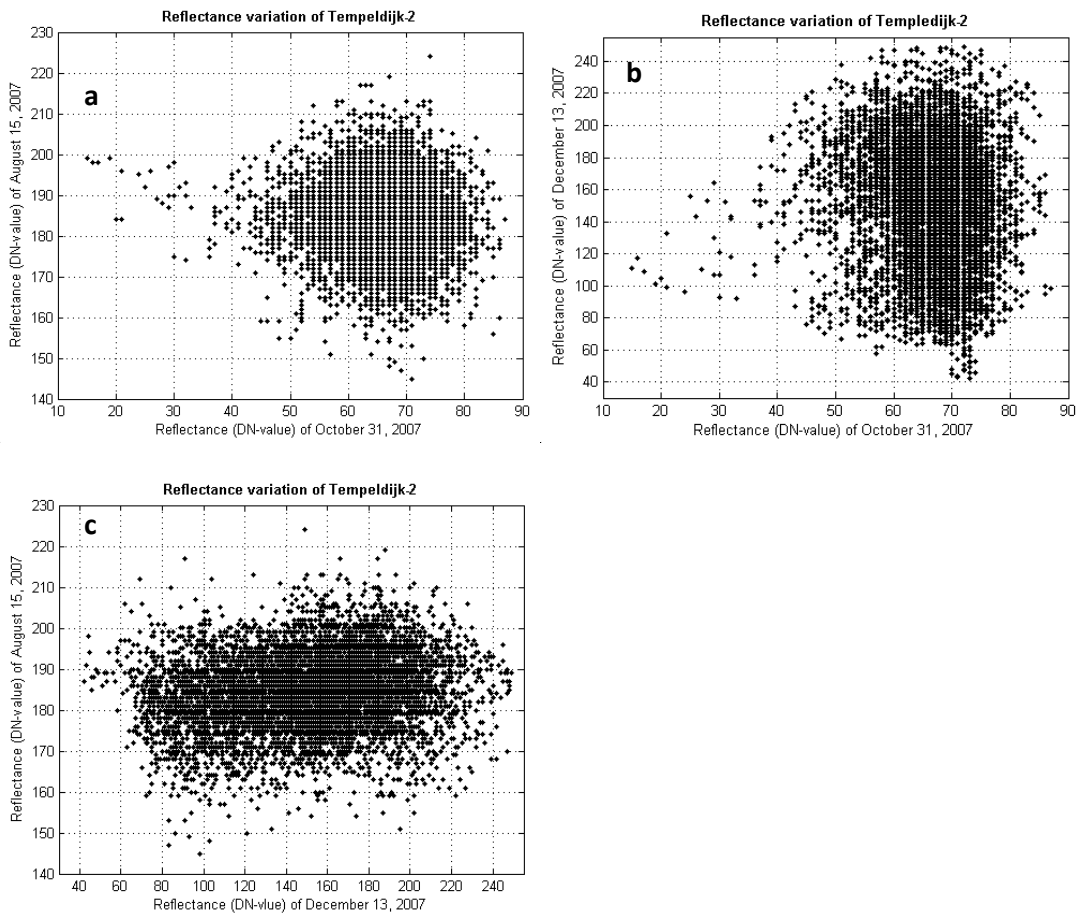 Reflectance variation of Tempeldijk-2
230
220
210
200
190
180
170
160
150
140
a
Reflectance (DN-value) of August 15, 2007
10 20 30 40 50 60 70 80 90
Reflectance (DN-value) of October 31, 2007
Reflectance variation of Templedijk-2
240
220
200
180
160
140
120
100
80
60
40
b
Reflectance (DN-value) of December 13, 2007
10 20 30 40 50 60 70 80 90
Reflectance (DN-value) of October 31, 2007
Reflectance variation of Tempeldijk-2
230
220
210
200
190
180
170
160
150
140
c
Reflectance (DN-value) of August 15, 2007
40 60 80 100 120 140 160 180 200 220 240
Reflectance (DN-vlue) of December 13, 2007